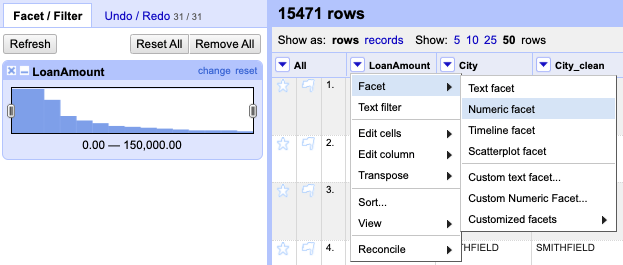 Facet / Filter Undo / Redo 31 / 31
Refresh Reset All Remove All
LoanAmount change reset
0.00 — 150,000.00
15471 rows
Show as: rows records Show: 5 10 25 50 rows
All LoanAmount City City_clean
1.
2.
3.
4. THFIELD SMITHFIELD
Facet
Text filter
Edit cells
Edit column
Transpose
Sort...
View
Reconcile
Text facet
Numeric facet
Timeline facet
Scatterplot facet
Custom text facet...
Custom Numeric Facet...
Customized facets